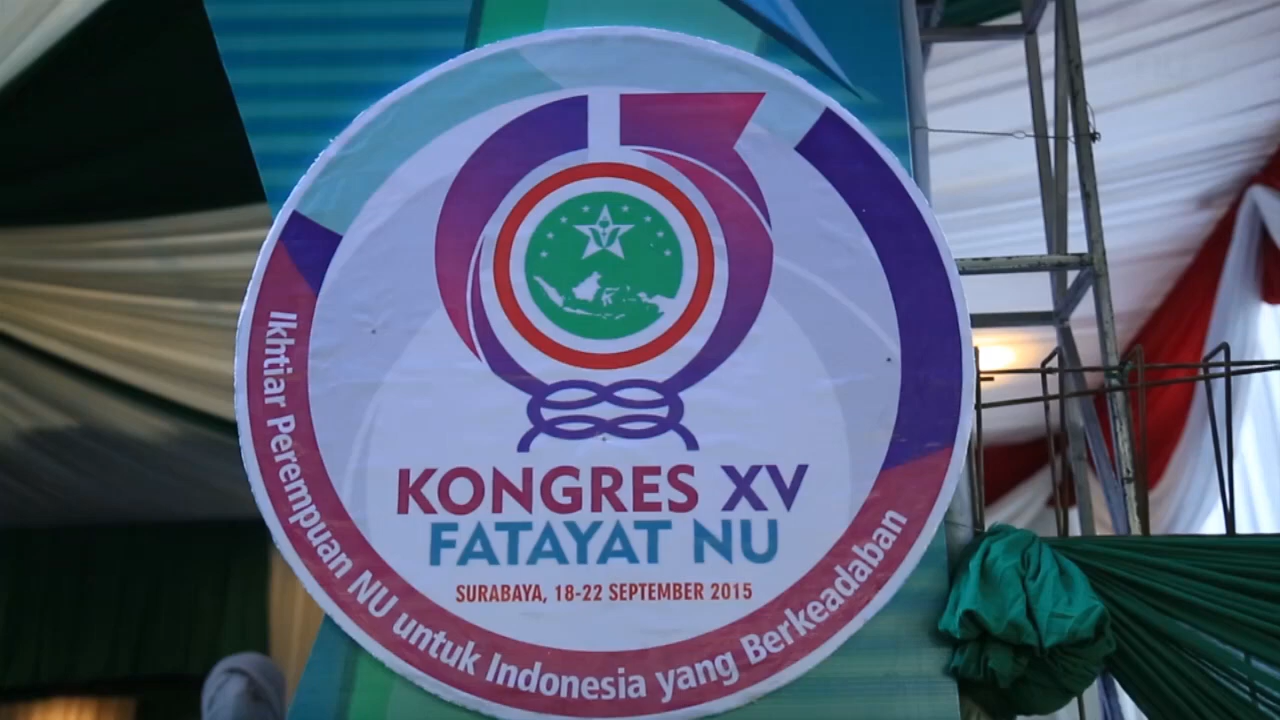 KONGRES XV
FATAYAT NU
SURABAYA, 18-22 SEPTEMBER 2015
Ikhtiar Perempuan NU untuk Indonesia yang Berkeadaban